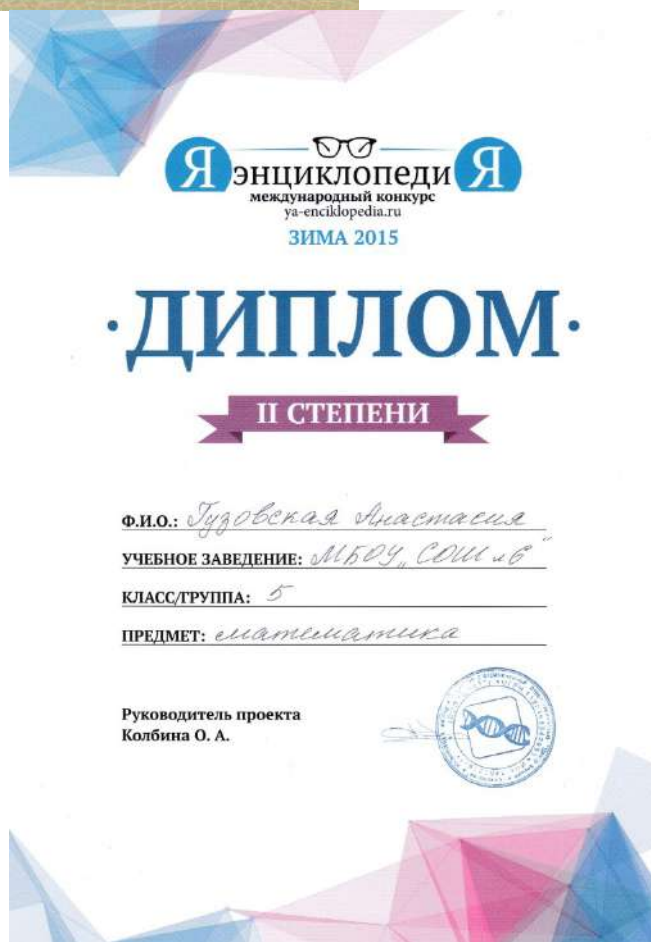 Я ЭНЦИКЛОПЕДИ Я
международный конкурс
ya-enciklopedia.ru
ЗИМА 2015
·ДИПЛОМ·
II СТЕПЕНИ
Ф.И.О.: Гузовская Анастасия
УЧЕБНОЕ ЗАВЕДЕНИЕ: МБОУ „СОШ №6"
КЛАСС/ГРУППА: 5
ПРЕДМЕТ: математика
Руководитель проекта
Колбина О. А.